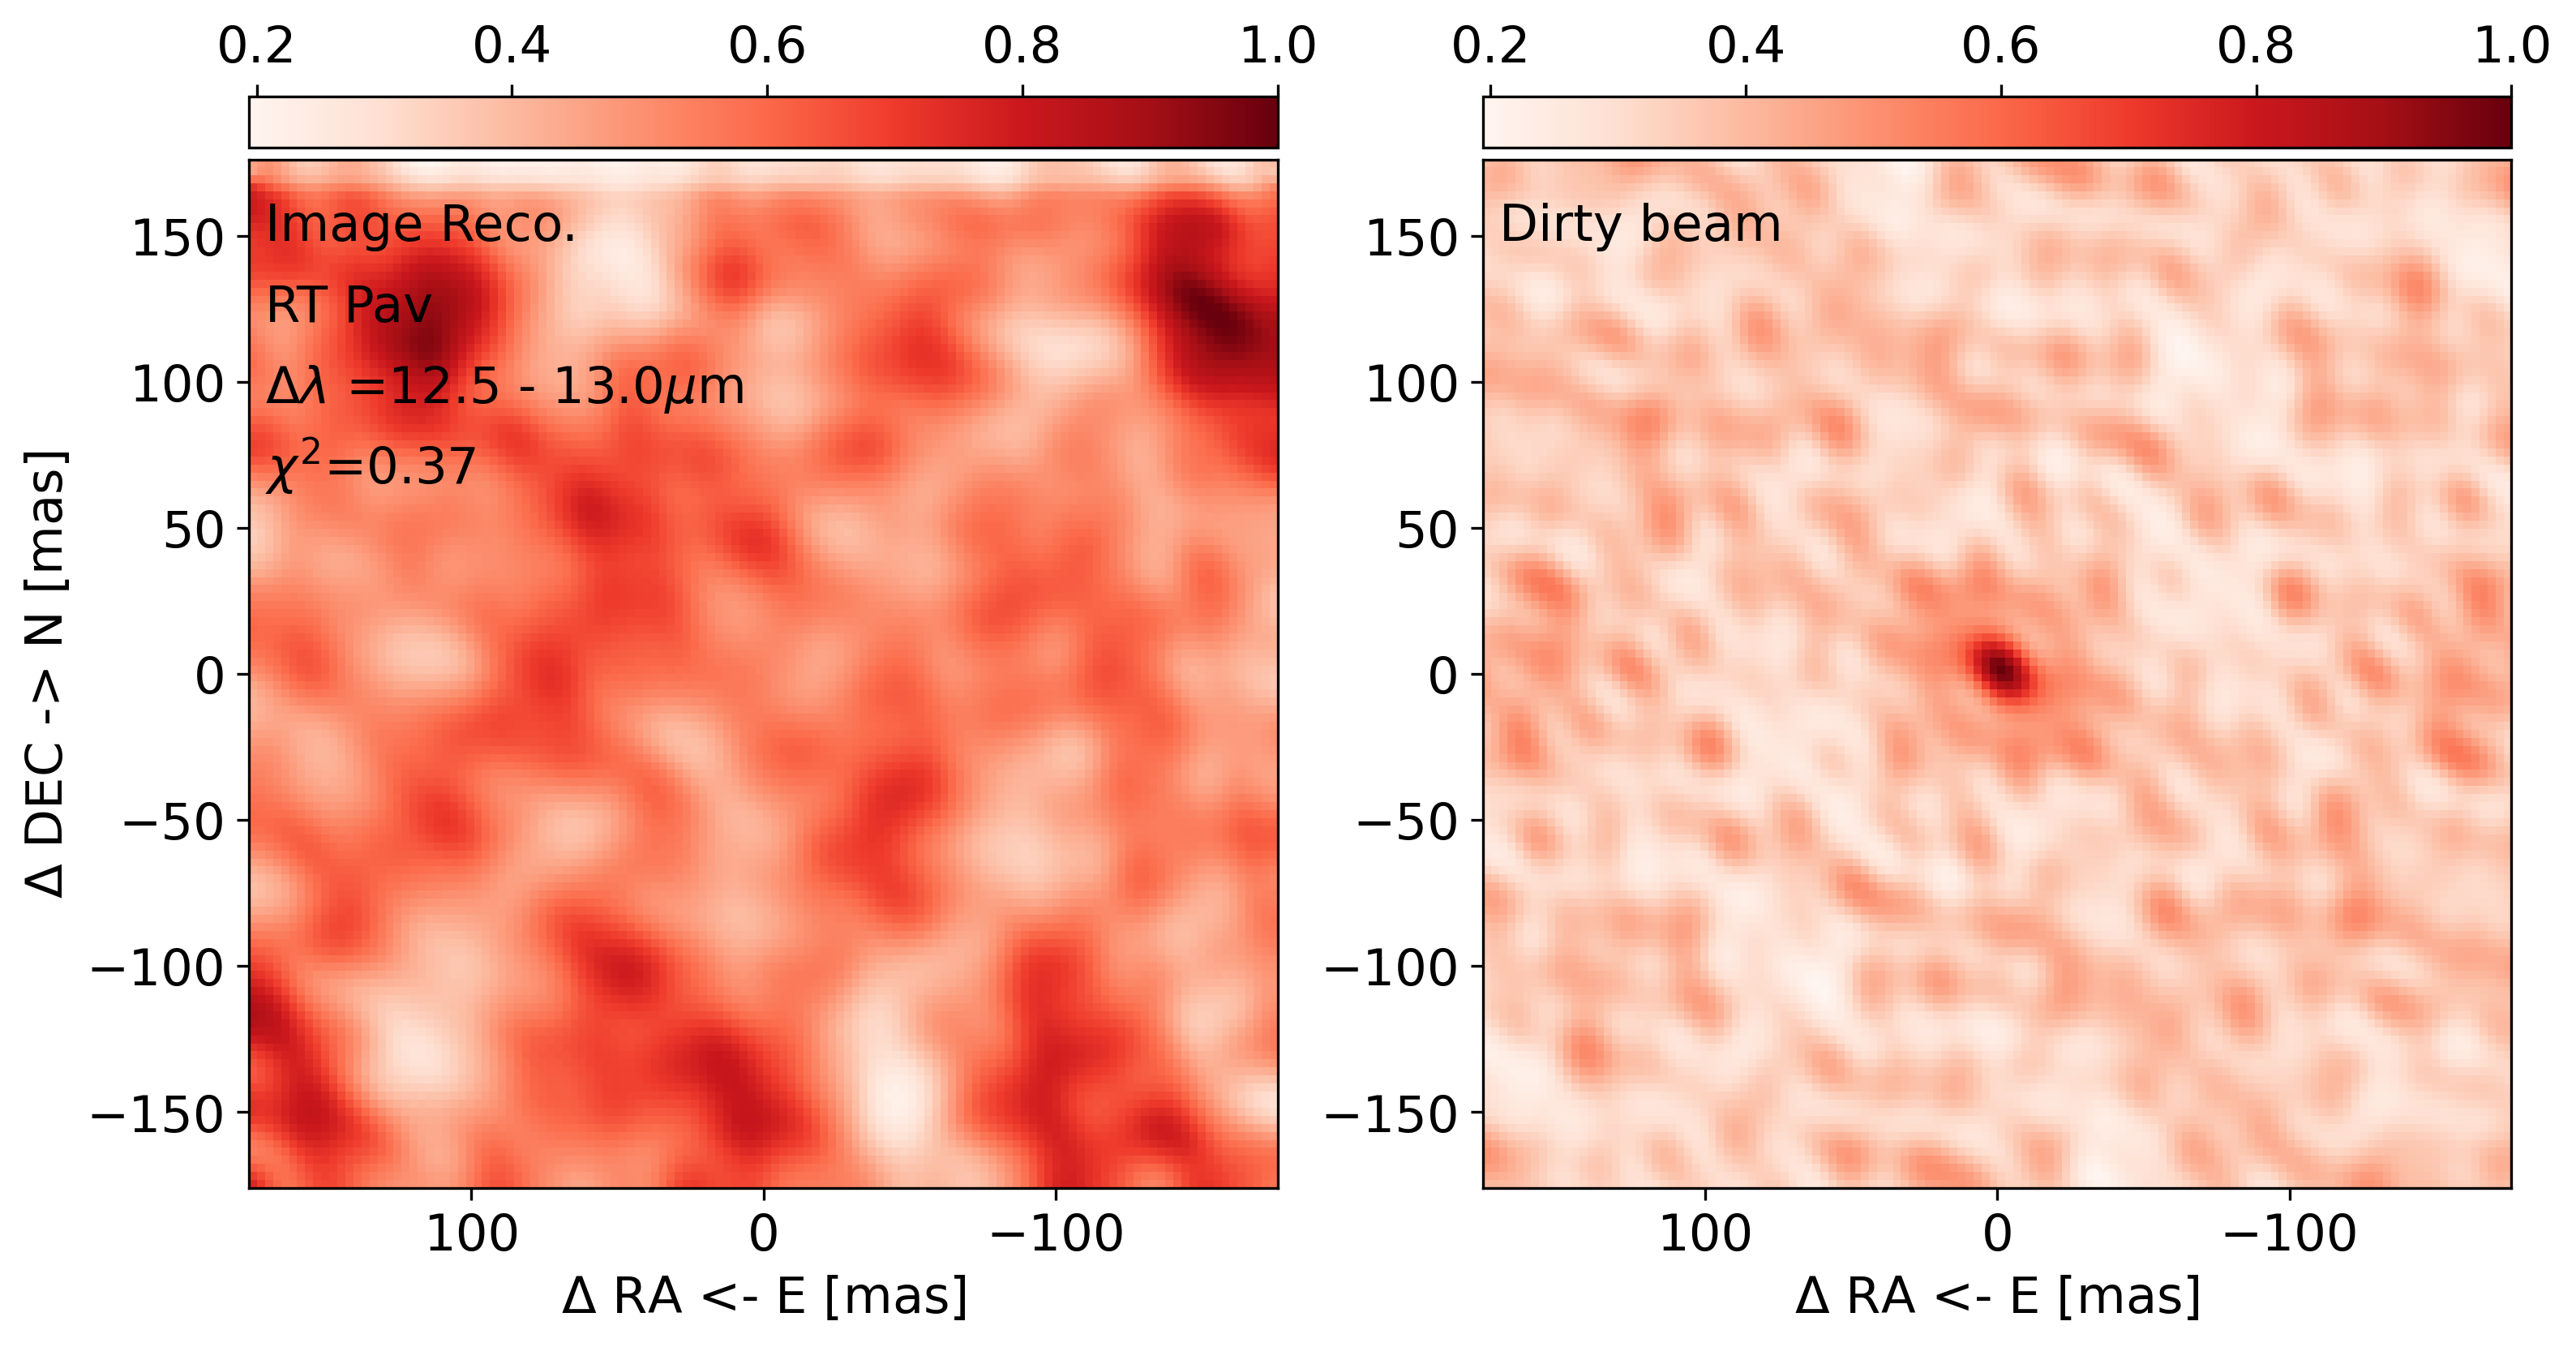 0.2 0.4 0.6 0.8 1.0
0.2 0.4 0.6 0.8 1.0
Image Reco.
RT Pav
Δλ =12.5 - 13.0μm
χ²=0.37
150
100
50
0
−50
−100
−150
Δ DEC -> N [mas]
100 0 −100
Δ RA <- E [mas]
Dirty beam
150
100
50
0
−50
−100
−150
100 0 −100
Δ RA <- E [mas]